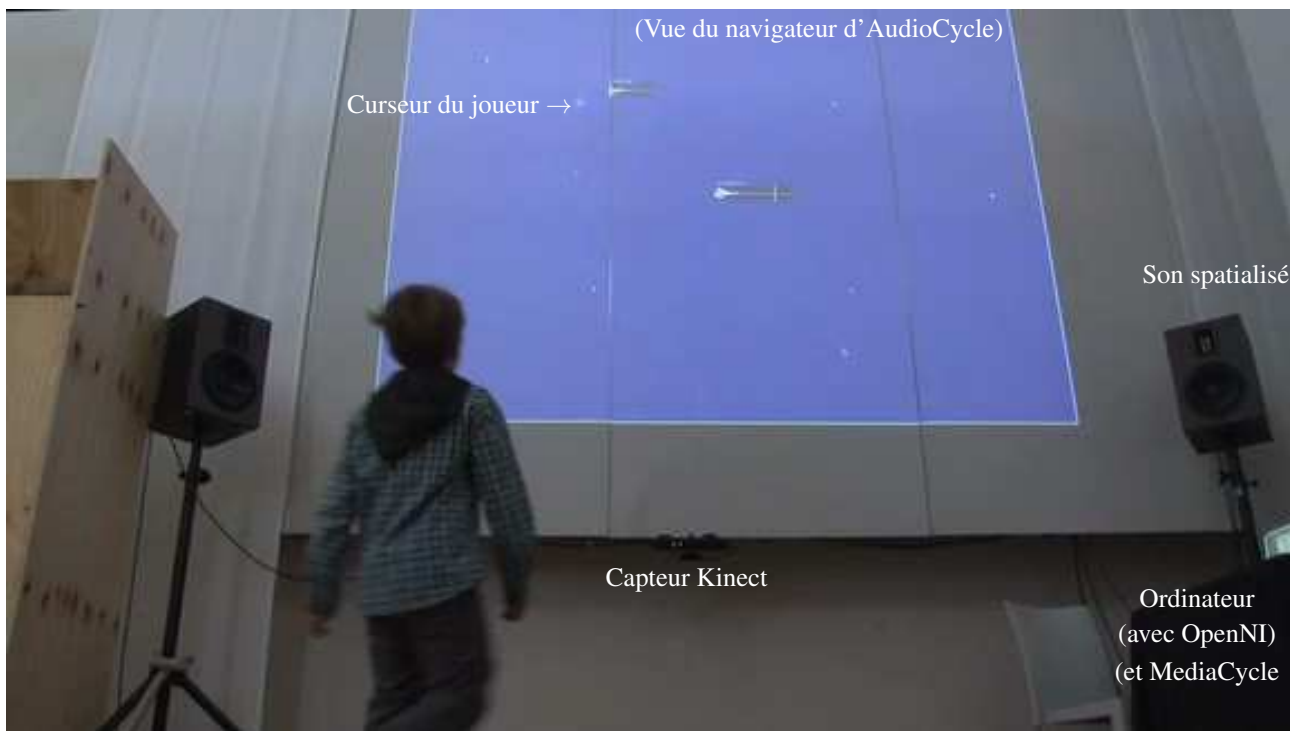 (Vue du navigateur d’AudioCycle)
Curseur du joueur →
Son spatialisé
Capteur Kinect
Ordinateur
(avec OpenNI)
(et MediaCycle